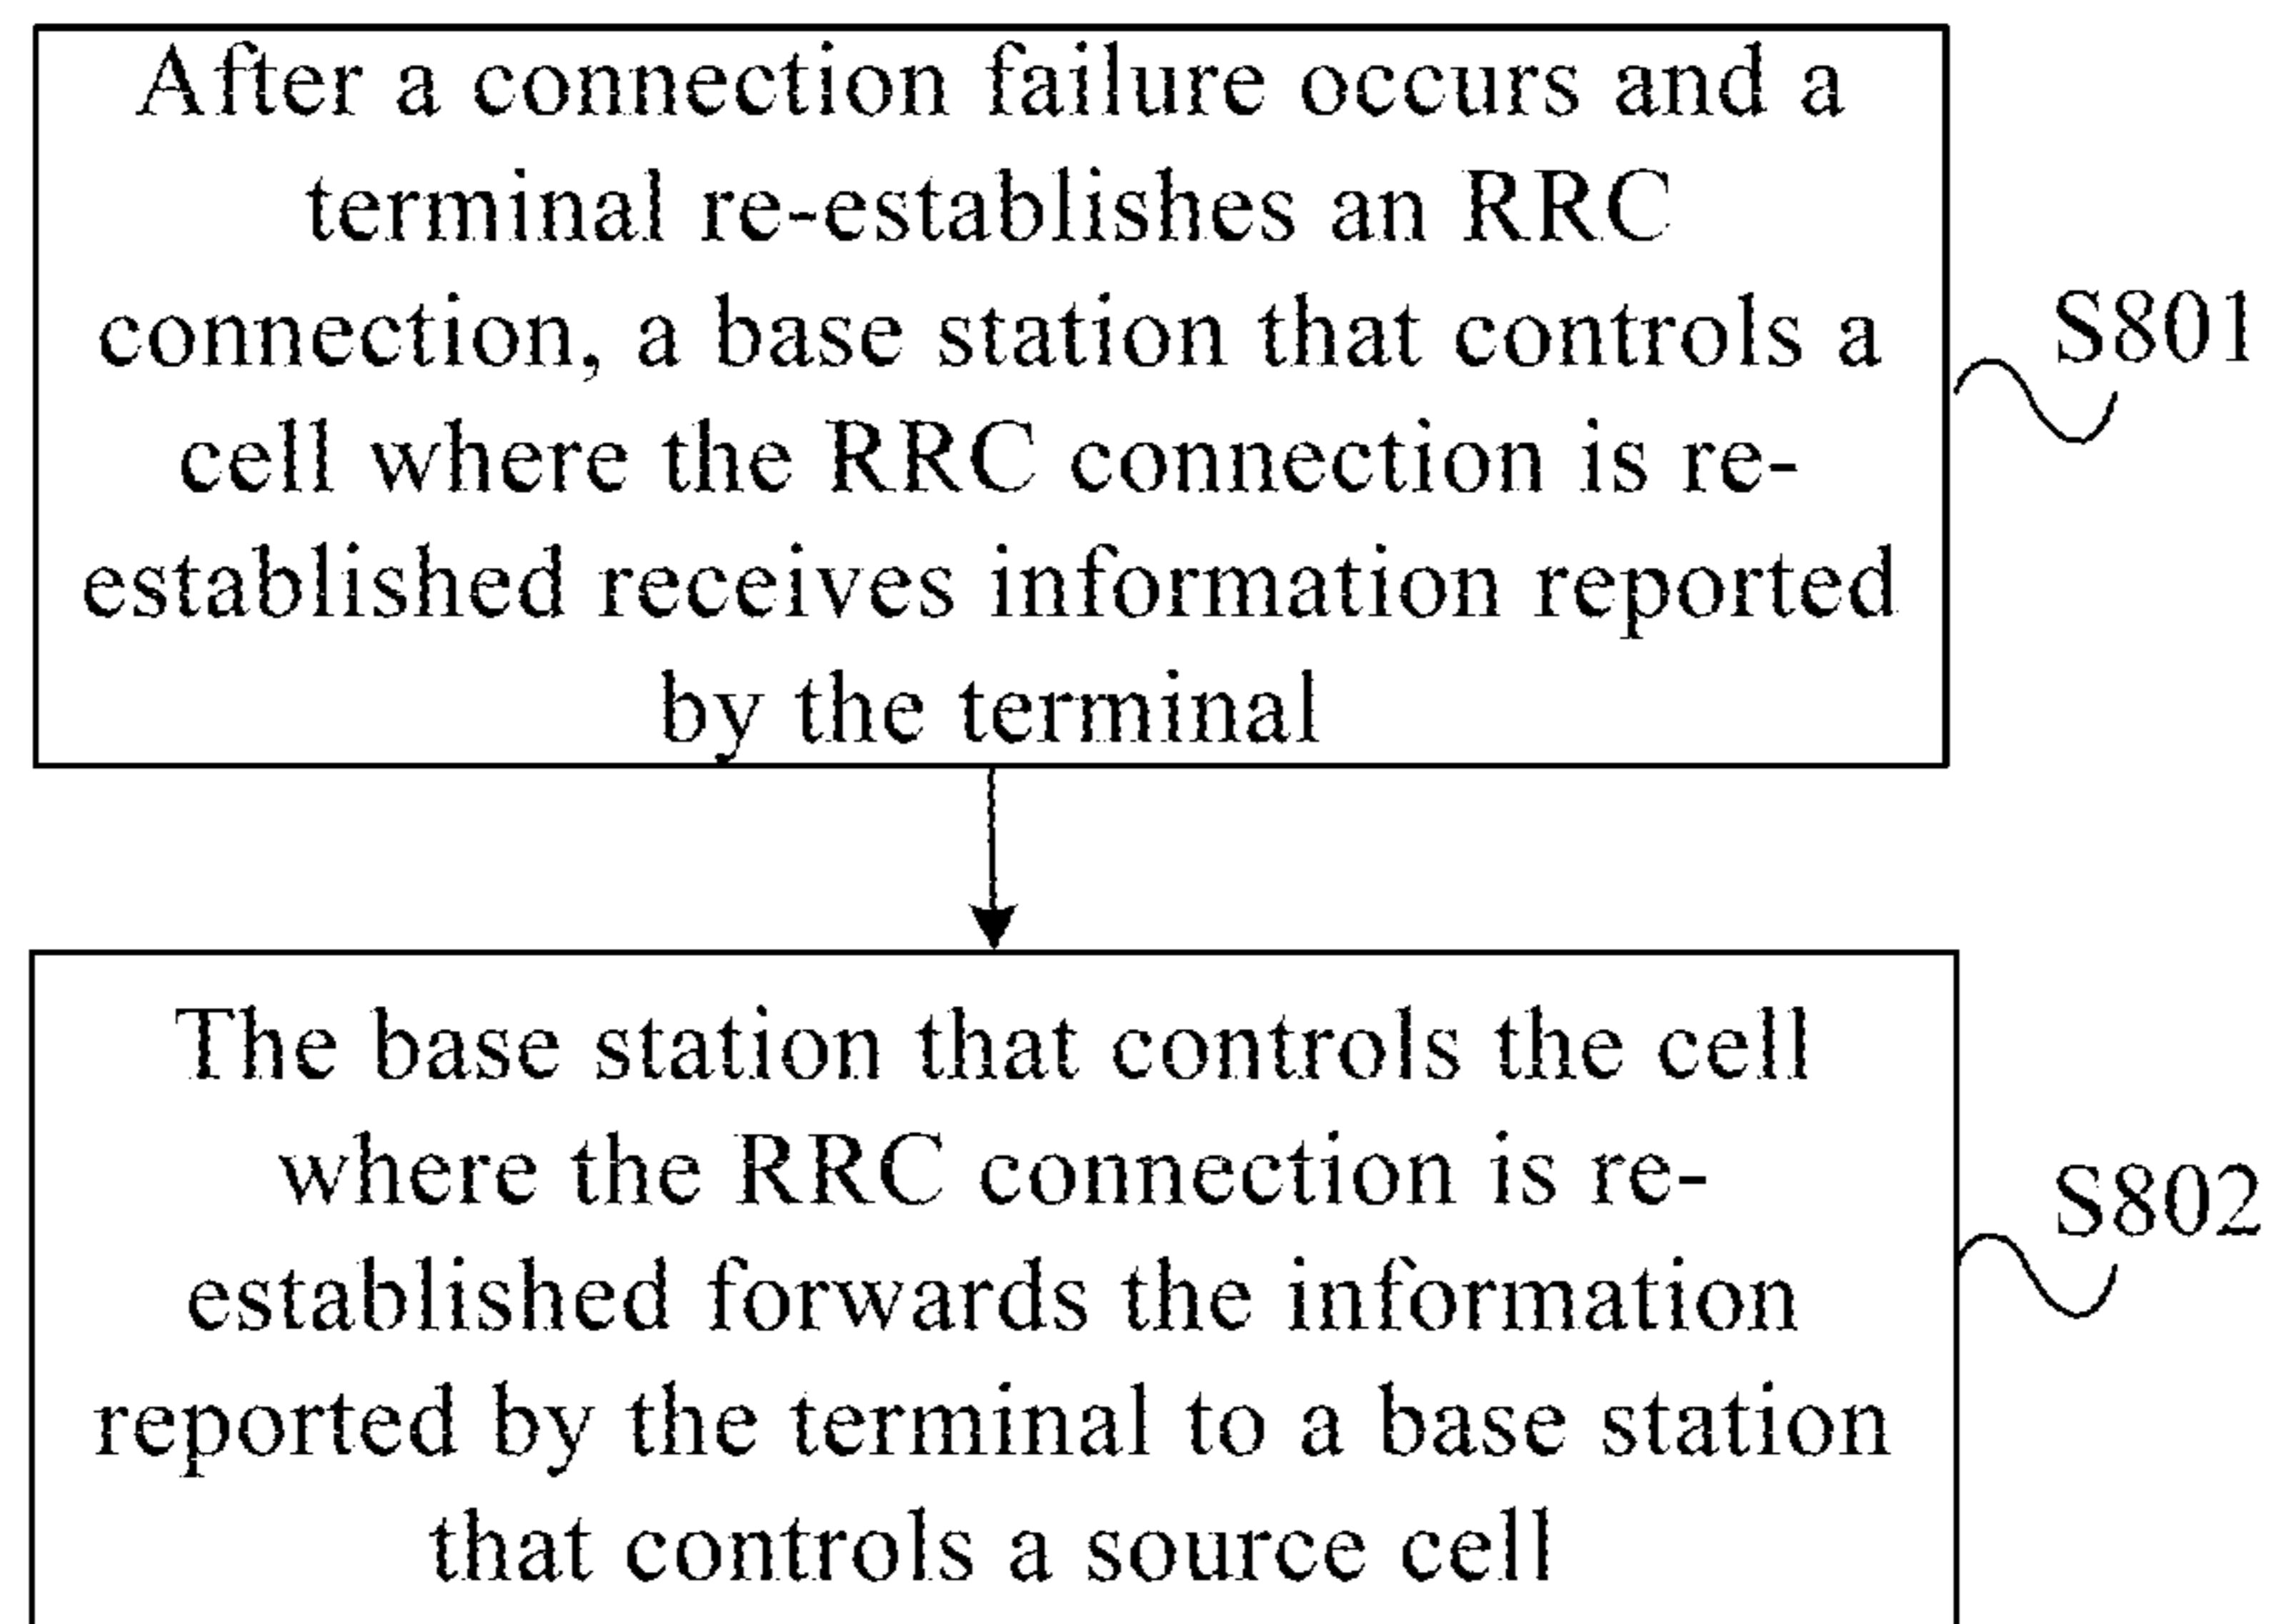 After a connection failure occurs and a
terminal re-establishes an RRC
connection, a base station that controls a
cell where the RRC connection is re-
established receives information reported
by the terminal
S801
The base station that controls the cell
where the RRC connection is re-
established forwards the information
reported by the terminal to a base station
that controls a source cell
S802